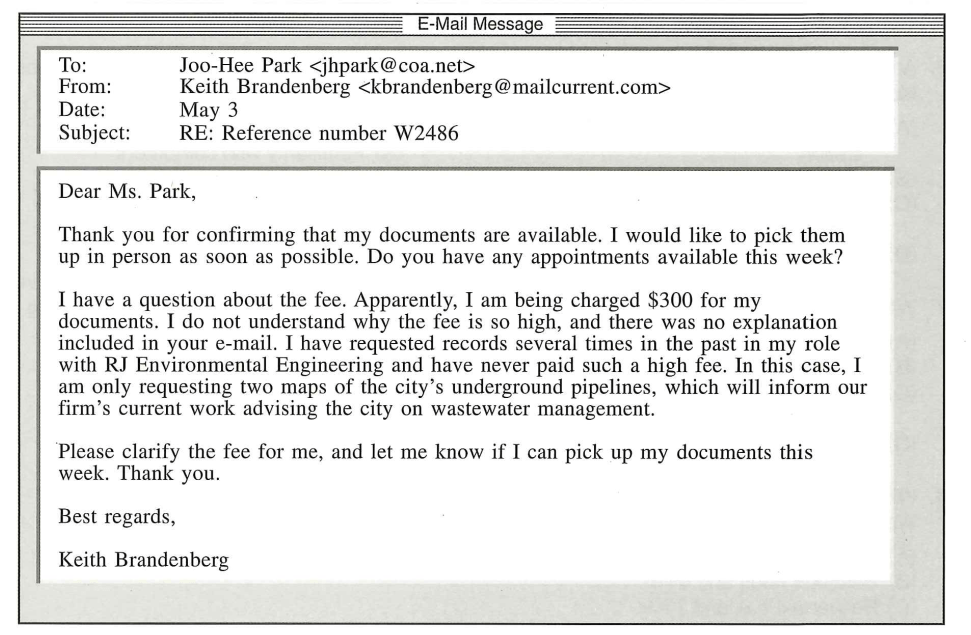 E-Mail Message
To: Joo-Hee Park <jhpark@coa.net>
From: Keith Brandenberg <kbrandenberg@mailcurrent.com>
Date: May 3
Subject: RE: Reference number W2486
Dear Ms. Park,
Thank you for confirming that my documents are available. I would like to pick them
up in person as soon as possible. Do you have any appointments available this week?
I have a question about the fee. Apparently, I am being charged $300 for my
documents. I do not understand why the fee is so high, and there was no explanation
included in your e-mail. I have requested records several times in the past in my role
with RJ Environmental Engineering and have never paid such a high fee. In this case, I
am only requesting two maps of the city's underground pipelines, which will inform our
firm's current work advising the city on wastewater management.
Please clarify the fee for me, and let me know if I can pick up my documents this
week. Thank you.
Best regards,
Keith Brandenberg